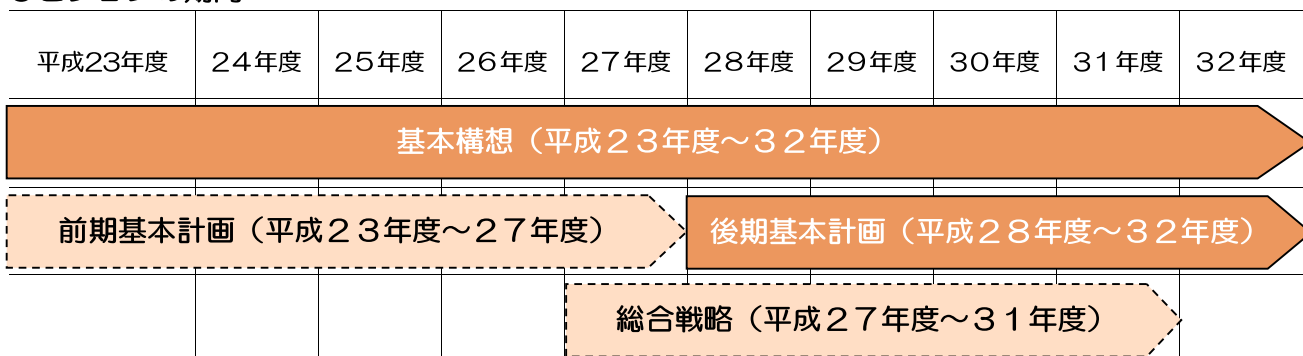 平成23年度 24年度 25年度 26年度 27年度 28年度 29年度 30年度 31年度 32年度
基本構想（平成２３年度～３２年度）
前期基本計画（平成２３年度～２７年度） 後期基本計画（平成２８年度～３２年度）
総合戦略（平成２７年度～３１年度）